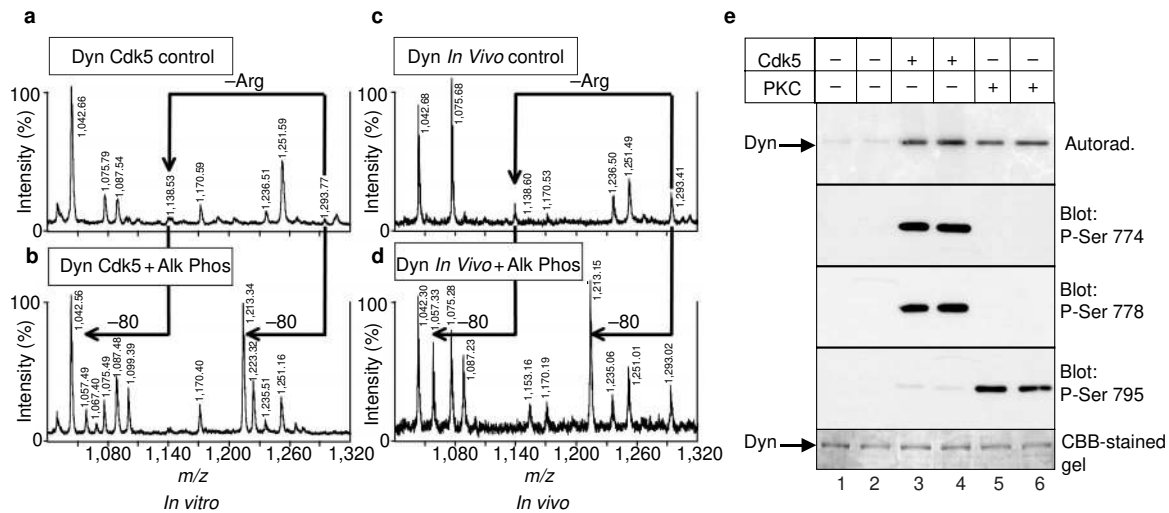 a
Dyn Cdk5 control
–Arg
100
Intensity (%)
0
1,042.66
1,075.79
1,087.54
1,138.53
1,170.59
1,236.51
1,251.59
1,293.77
b
Dyn Cdk5 + Alk Phos
–80
–80
100
Intensity (%)
0
1,042.56
1,057.49
1,067.40
1,075.49
1,087.48
1,099.39
1,170.40
1,213.34
1,223.32
1,235.51
1,251.16
1,080
1,140
1,200
1,260
1,320
m/z
In vitro
c
Dyn In Vivo control
–Arg
100
Intensity (%)
0
1,042.68
1,075.68
1,138.60
1,170.53
1,236.50
1,251.49
1,293.41
d
Dyn In Vivo + Alk Phos
–80
–80
100
Intensity (%)
0
1,042.30
1,057.33
1,075.28
1,087.23
1,153.16
1,170.19
1,213.15
1,235.06
1,251.01
1,293.02
1,080
1,140
1,200
1,260
1,320
m/z
In vivo
e
Cdk5 – – + + – –
PKC – – – – + +
Dyn
Autorad.
Blot:
P-Ser 774
Blot:
P-Ser 778
Blot:
P-Ser 795
Dyn
CBB-stained
gel
1 2 3 4 5 6